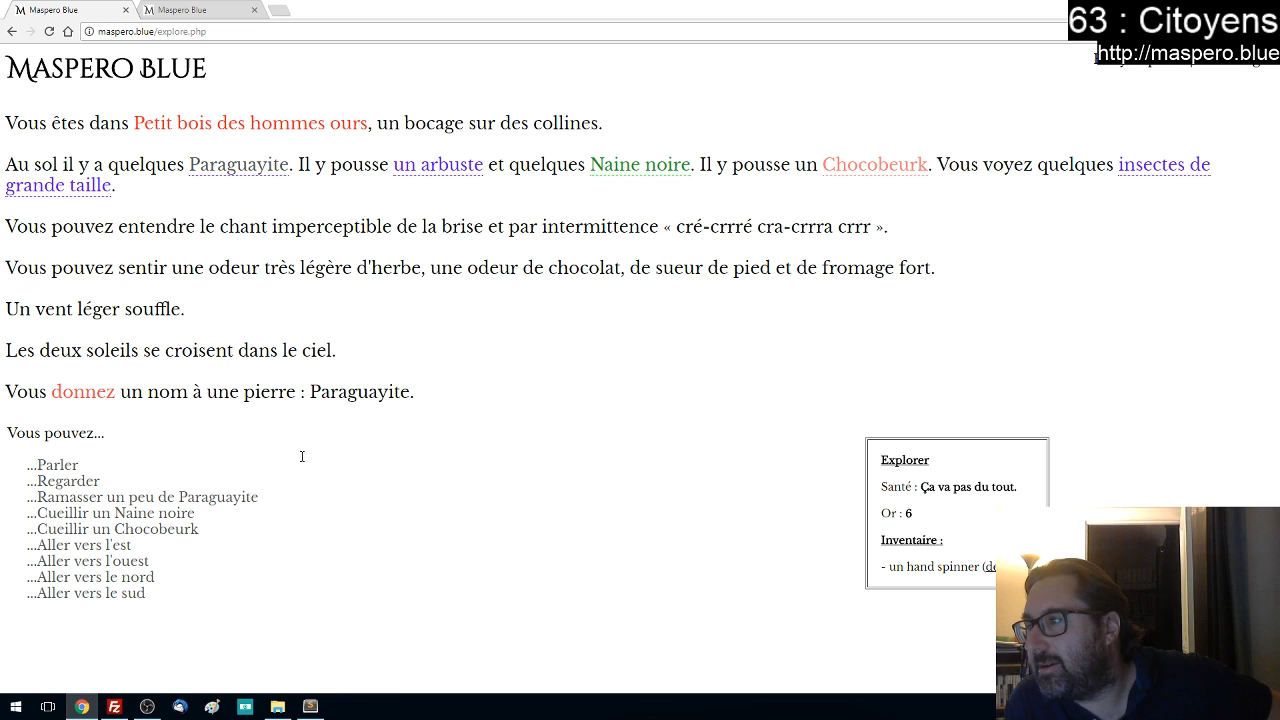 Maspero Blue
Maspero Blue
63 : Citoyens
maspero.blue/explore.php
http://maspero.blue
MASPERO BLUE
Vous êtes dans Petit bois des hommes ours, un bocage sur des collines.
Au sol il y a quelques Paraguayite. Il y pousse un arbuste et quelques Naine noire. Il y pousse un Chocobeurk. Vous voyez quelques insectes de
grande taille.
Vous pouvez entendre le chant imperceptible de la brise et par intermittence « cré-crrré cra-crrra crrr ».
Vous pouvez sentir une odeur très légère d'herbe, une odeur de chocolat, de sueur de pied et de fromage fort.
Un vent léger souffle.
Les deux soleils se croisent dans le ciel.
Vous donnez un nom à une pierre : Paraguayite.
Vous pouvez...
...Parler
...Regarder
...Ramasser un peu de Paraguayite
...Cueillir un Naine noire
...Cueillir un Chocobeurk
...Aller vers l'est
...Aller vers l'ouest
...Aller vers le nord
...Aller vers le sud
Explorer
Santé : Ça va pas du tout.
Or : 6
Inventaire :
- un hand spinner